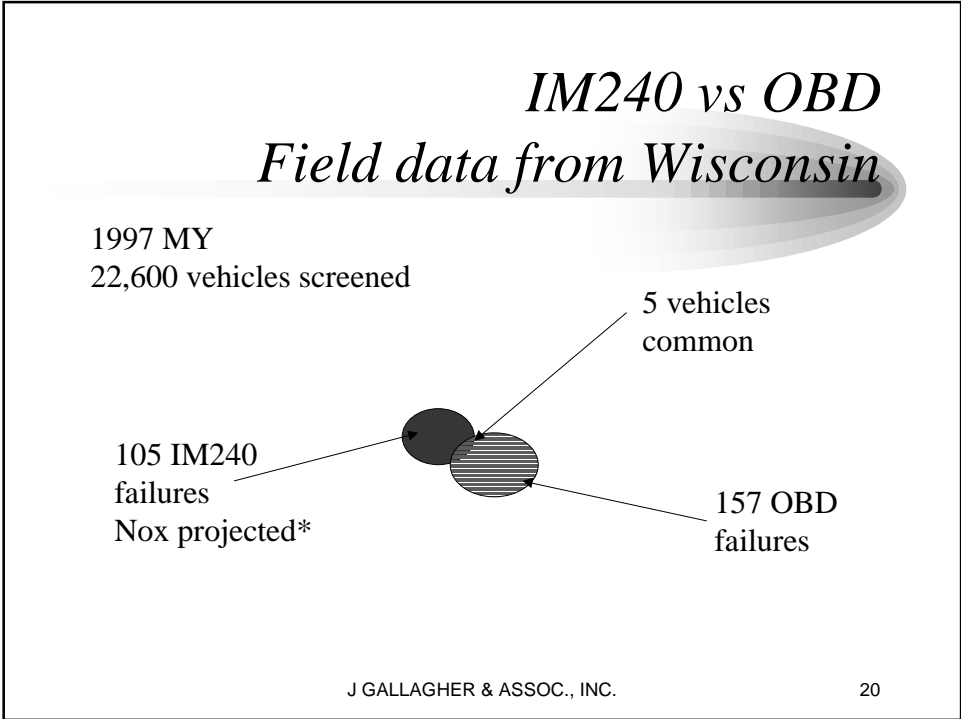 IM240 vs OBD
Field data from Wisconsin
1997 MY
22,600 vehicles screened
5 vehicles
common
105 IM240
failures
Nox projected*
157 OBD
failures
J GALLAGHER & ASSOC., INC.
20